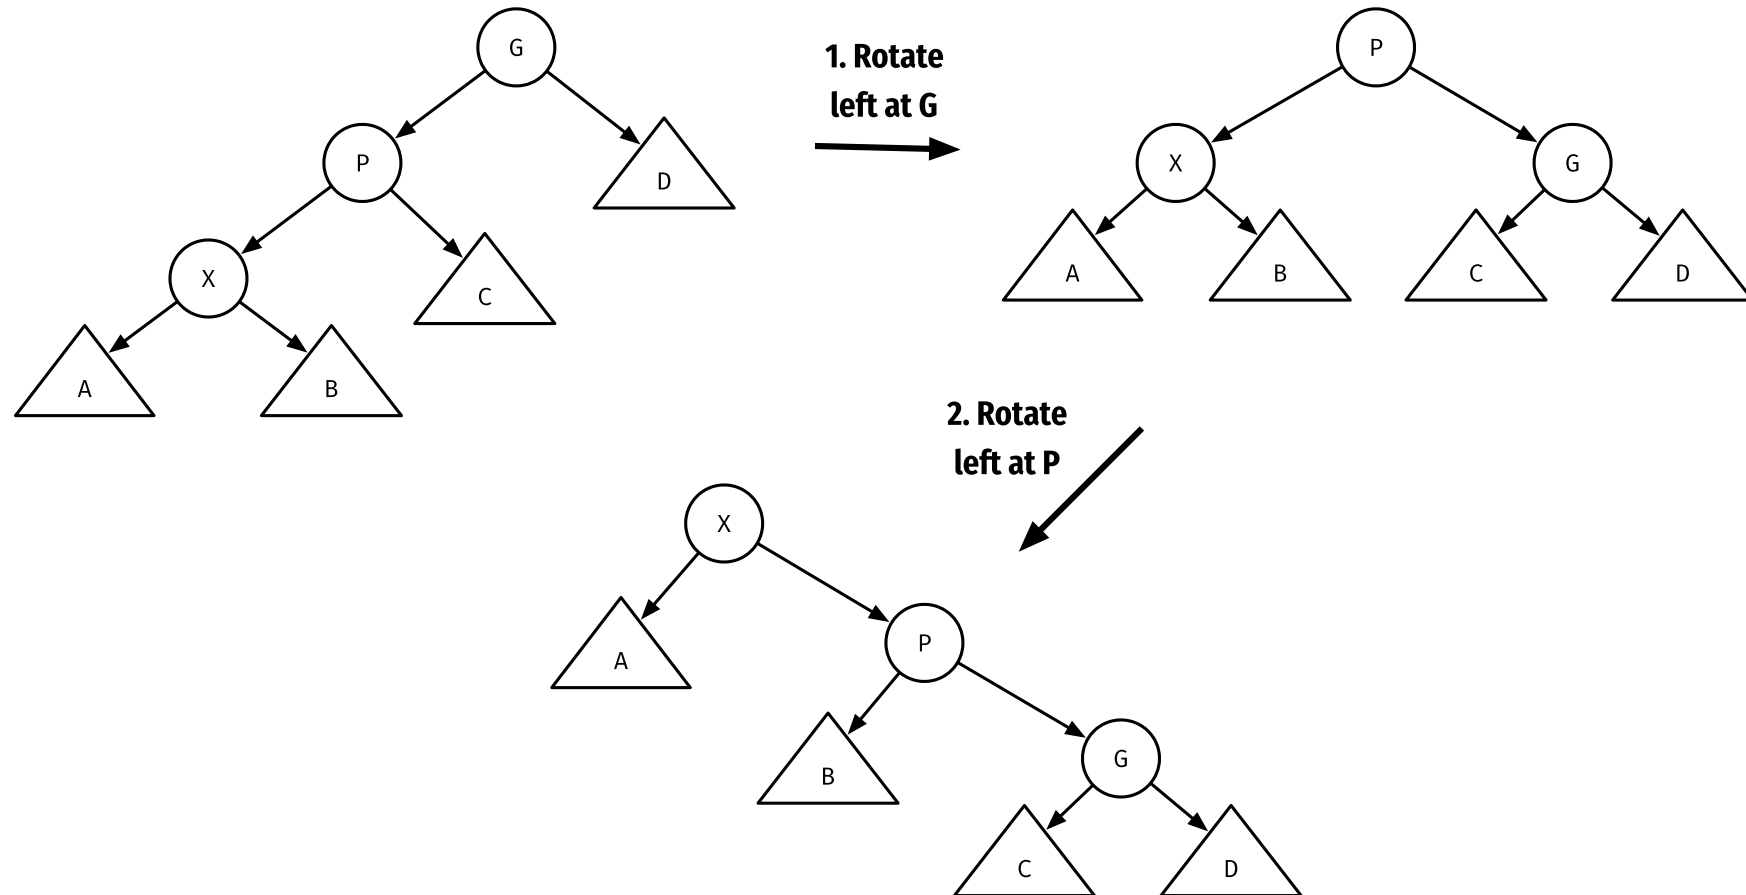 G
P
D
X
C
A
B
1. Rotate
left at G
P
X
G
A
B
C
D
2. Rotate
left at P
X
A
P
B
G
C
D